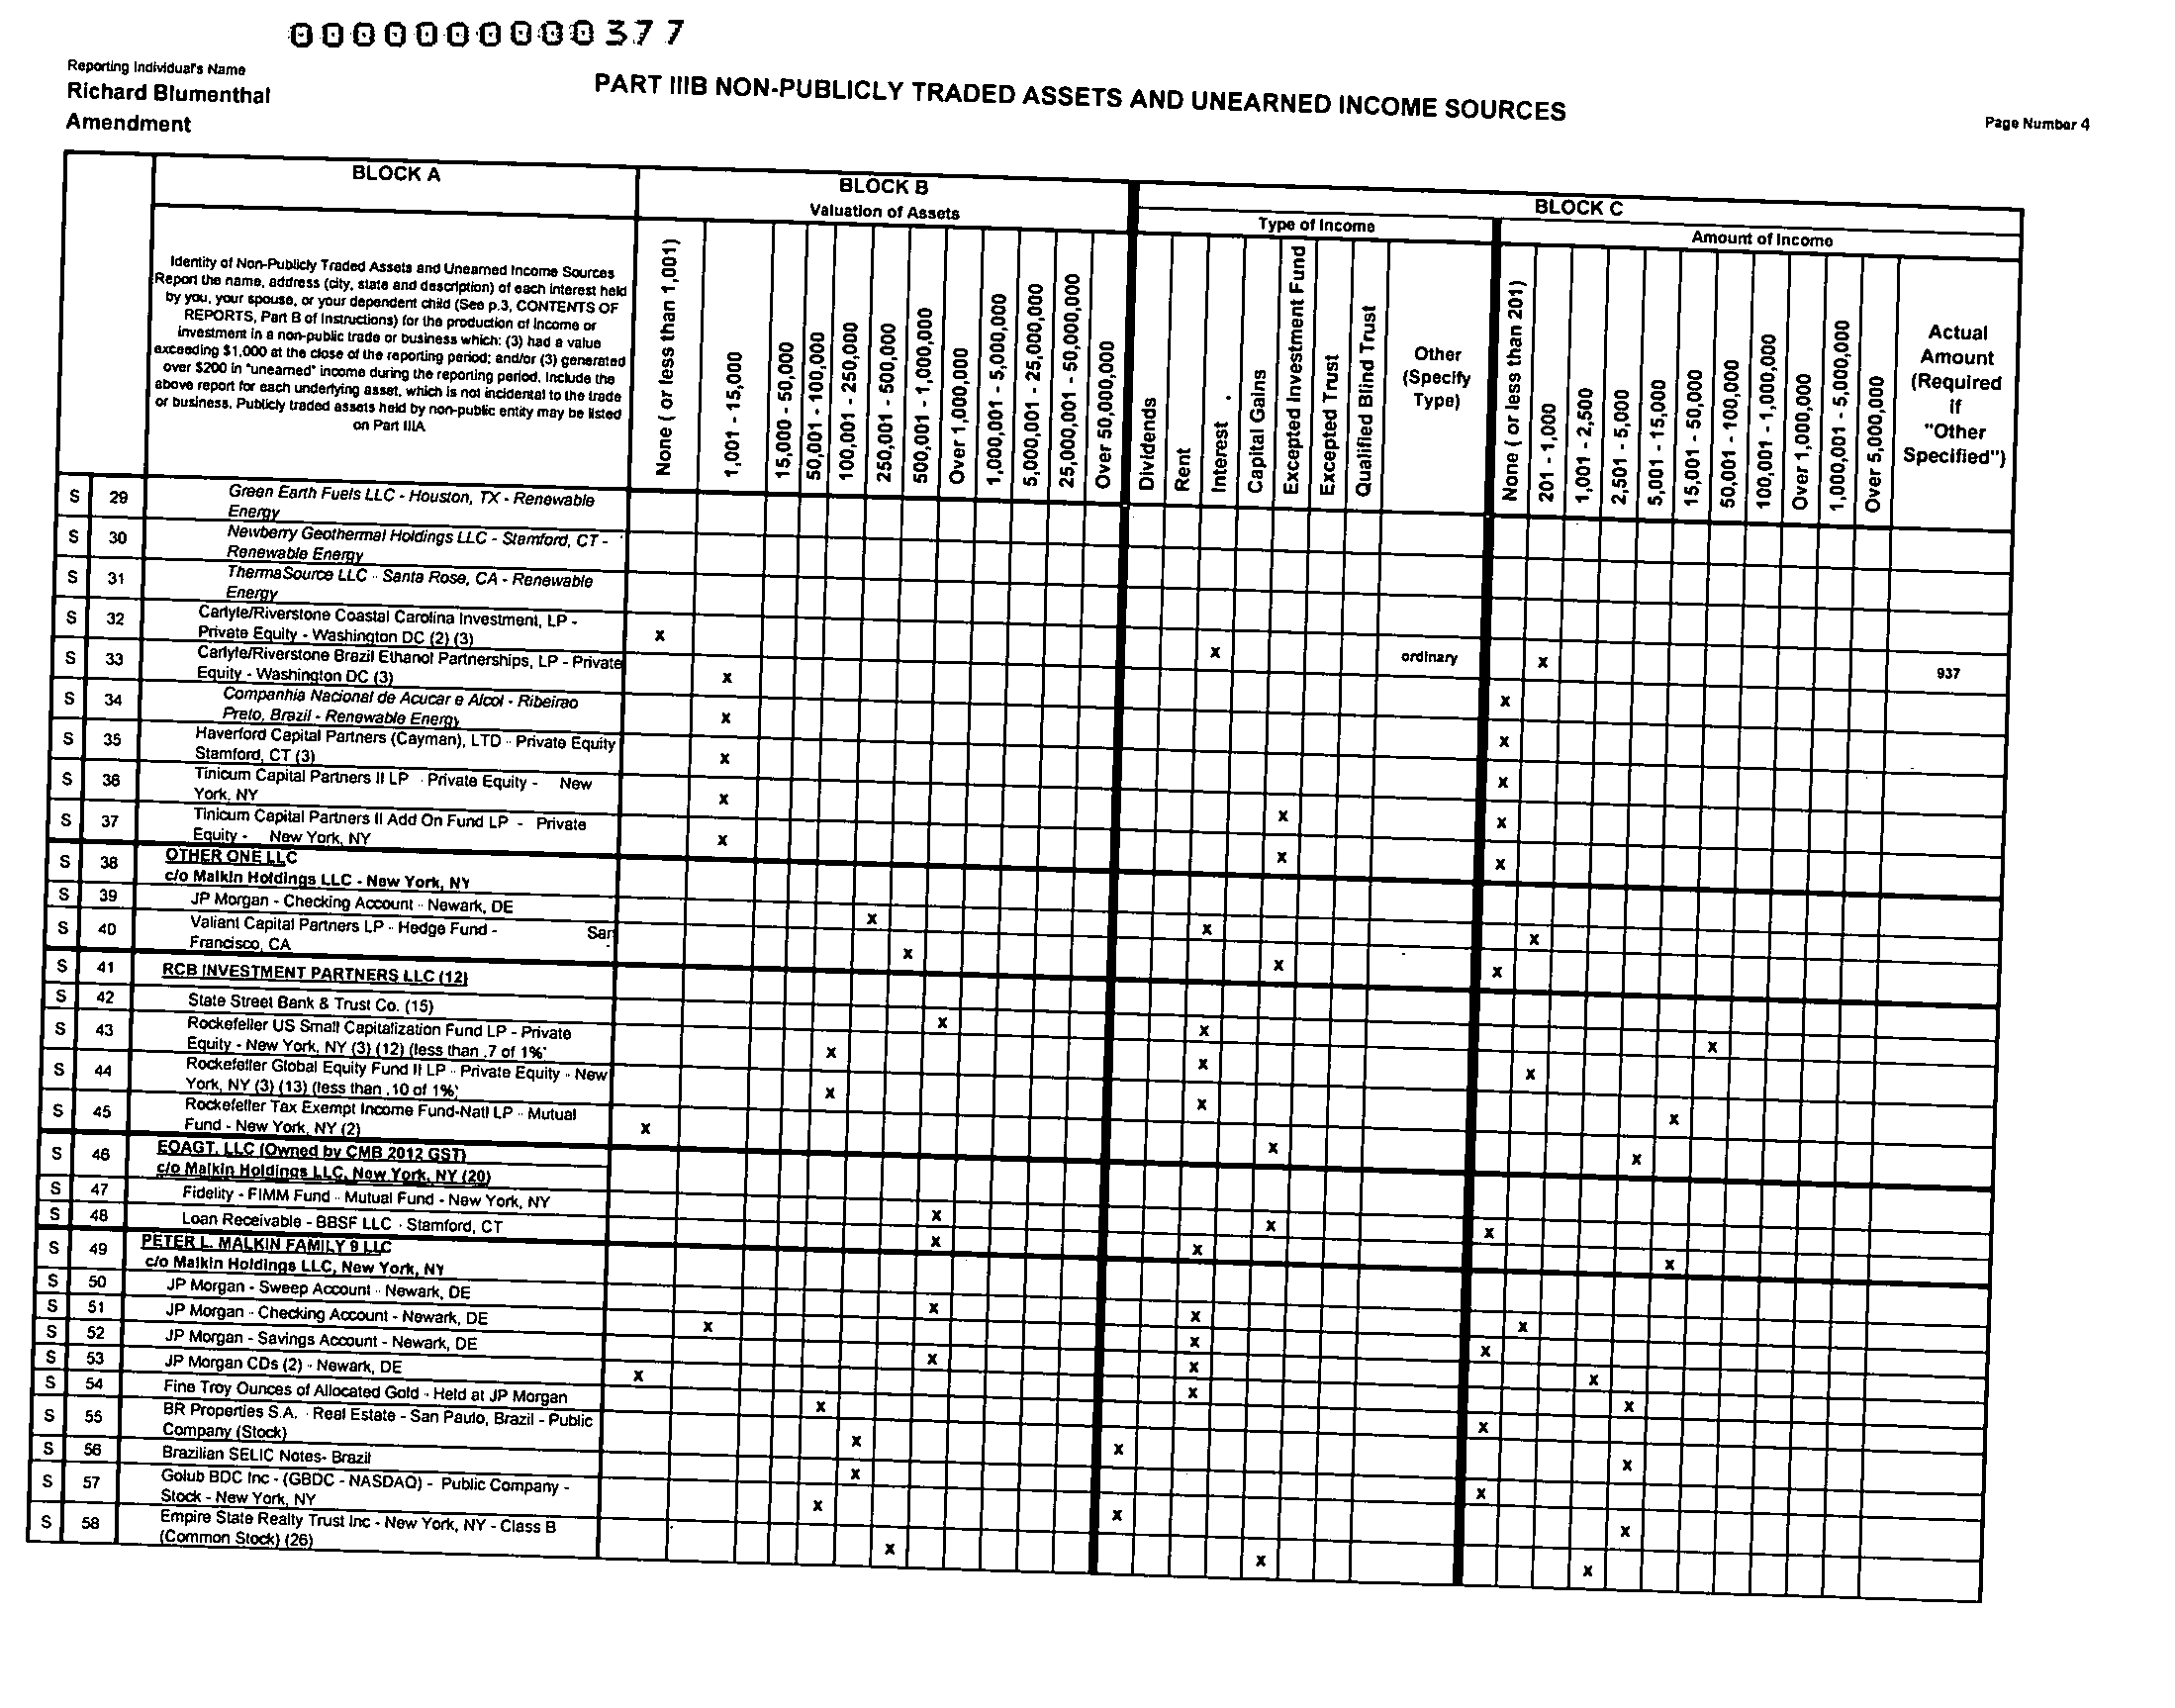 0000000000377
Reporting Individual's Name
Richard Blumenthal
Amendment
PART IIIB NON-PUBLICLY TRADED ASSETS AND UNEARNED INCOME SOURCES
Page Number 4
BLOCK A
BLOCK B
Valuation of Assets
BLOCK C
Type of Income
Amount of Income
Identity of Non-Publicly Traded Assets and Unearned Income Sources
Report the name, address (city, state and description) of each interest held
by you, your spouse, or your dependent child (See p.3, CONTENTS OF
REPORTS, Part B of Instructions) for the production of Income or
investment in a non-public trade or business which: (3) had a value
exceeding $1,000 at the close of the reporting period; and/or (3) generated
over $200 in "unearned" income during the reporting period. Include the
above report for each underlying asset, which is not incidental to the trade
or business. Publicly traded assets held by non-public entity may be listed
on Part IIIA
None ( or less than 1,001)
1,001 - 15,000
15,000 - 50,000
50,001 - 100,000
100,001 - 250,000
250,001 - 500,000
500,001 - 1,000,000
Over 1,000,000
1,000,001 - 5,000,000
5,000,001 - 25,000,000
25,000,001 - 50,000,000
Over 50,000,000
Dividends
Rent
Interest
Capital Gains
Excepted Investment Fund
Excepted Trust
Qualified Blind Trust
Other
(Specify
Type)
None ( or less than 201)
201 - 1,000
1,001 - 2,500
2,501 - 5,000
5,001 - 15,000
15,001 - 50,000
50,001 - 100,000
100,001 - 1,000,000
Over 1,000,000
1,000,001 - 5,000,000
Over 5,000,000
Actual
Amount
(Required
if
"Other
Specified")
S 29 Green Earth Fuels LLC - Houston, TX - Renewable
Energy
S 30 Newberry Geothermal Holdings LLC - Stamford, CT -
Renewable Energy
S 31 ThermaSource LLC - Santa Rosa, CA - Renewable
Energy
S 32 Carlyle/Riverstone Coastal Carolina Investment, LP -
Private Equity - Washington DC (2) (3) x x ordinary x 937
S 33 Carlyle/Riverstone Brazil Ethanol Partnerships, LP - Private
Equity - Washington DC (3) x x
S 34 Companhia Nacional de Acucar e Alcol - Ribeirao
Preto, Brazil - Renewable Energy x x
S 35 Haverford Capital Partners (Cayman), LTD - Private Equity
Stamford, CT (3) x x
S 36 Tinicum Capital Partners II LP - Private Equity - New
York, NY x x x
S 37 Tinicum Capital Partners II Add On Fund LP - Private
Equity - New York, NY x x x
S 38 OTHER ONE LLC
c/o Malkin Holdings LLC - New York, NY
S 39 JP Morgan - Checking Account - Newark, DE x x x
S 40 Valiant Capital Partners LP - Hedge Fund - San
Francisco, CA x x x
S 41 RCB INVESTMENT PARTNERS LLC (12)
S 42 State Street Bank & Trust Co. (15) x x x
S 43 Rockefeller US Small Capitalization Fund LP - Private
Equity - New York, NY (3) (12) (less than .7 of 1%) x x x
S 44 Rockefeller Global Equity Fund II LP - Private Equity - New
York, NY (3) (13) (less than .10 of 1%) x x x
S 45 Rockefeller Tax Exempt Income Fund-Natl LP - Mutual
Fund - New York, NY (2) x x x
S 46 EOAGT, LLC (Owned by CMB 2012 GST)
c/o Malkin Holdings LLC, New York, NY (20)
S 47 Fidelity - FIMM Fund - Mutual Fund - New York, NY x x x
S 48 Loan Receivable - BBSF LLC - Stamford, CT x x x
S 49 PETER L. MALKIN FAMILY 9 LLC
c/o Malkin Holdings LLC, New York, NY
S 50 JP Morgan - Sweep Account - Newark, DE x x x
S 51 JP Morgan - Checking Account - Newark, DE x x x
S 52 JP Morgan - Savings Account - Newark, DE x x x
S 53 JP Morgan CDs (2) - Newark, DE x x x
S 54 Fine Troy Ounces of Allocated Gold - Held at JP Morgan x x
S 55 BR Properties S.A. - Real Estate - San Paulo, Brazil - Public
Company (Stock) x x x
S 56 Brazilian SELIC Notes- Brazil x x
S 57 Golub BDC Inc - (GBDC - NASDAQ) - Public Company -
Stock - New York, NY x x x
S 58 Empire State Realty Trust Inc - New York, NY - Class B
(Common Stock) (26) x x x